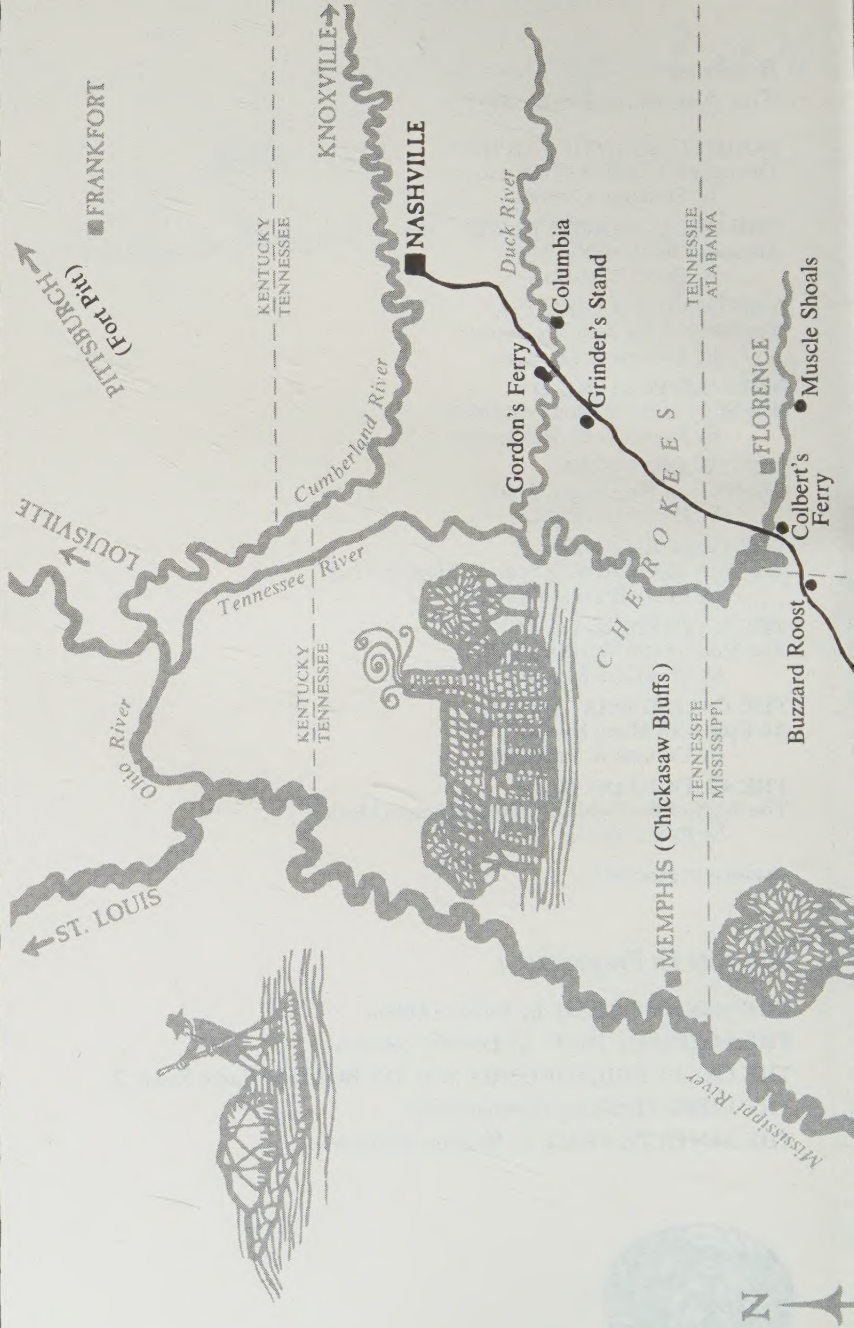 PITTSBURGH
(Fort Pitt)
FRANKFORT
LOUISVILLE
ST. LOUIS
KNOXVILLE
Ohio River
KENTUCKY
TENNESSEE
KENTUCKY
TENNESSEE
Cumberland River
Tennessee River
NASHVILLE
Duck River
Gordon's Ferry
Columbia
Grinder's Stand
CHEROKEES
MEMPHIS (Chickasaw Bluffs)
TENNESSEE
MISSISSIPPI
TENNESSEE
ALABAMA
FLORENCE
Muscle Shoals
Colbert's
Ferry
Buzzard Roost
Mississippi River
N